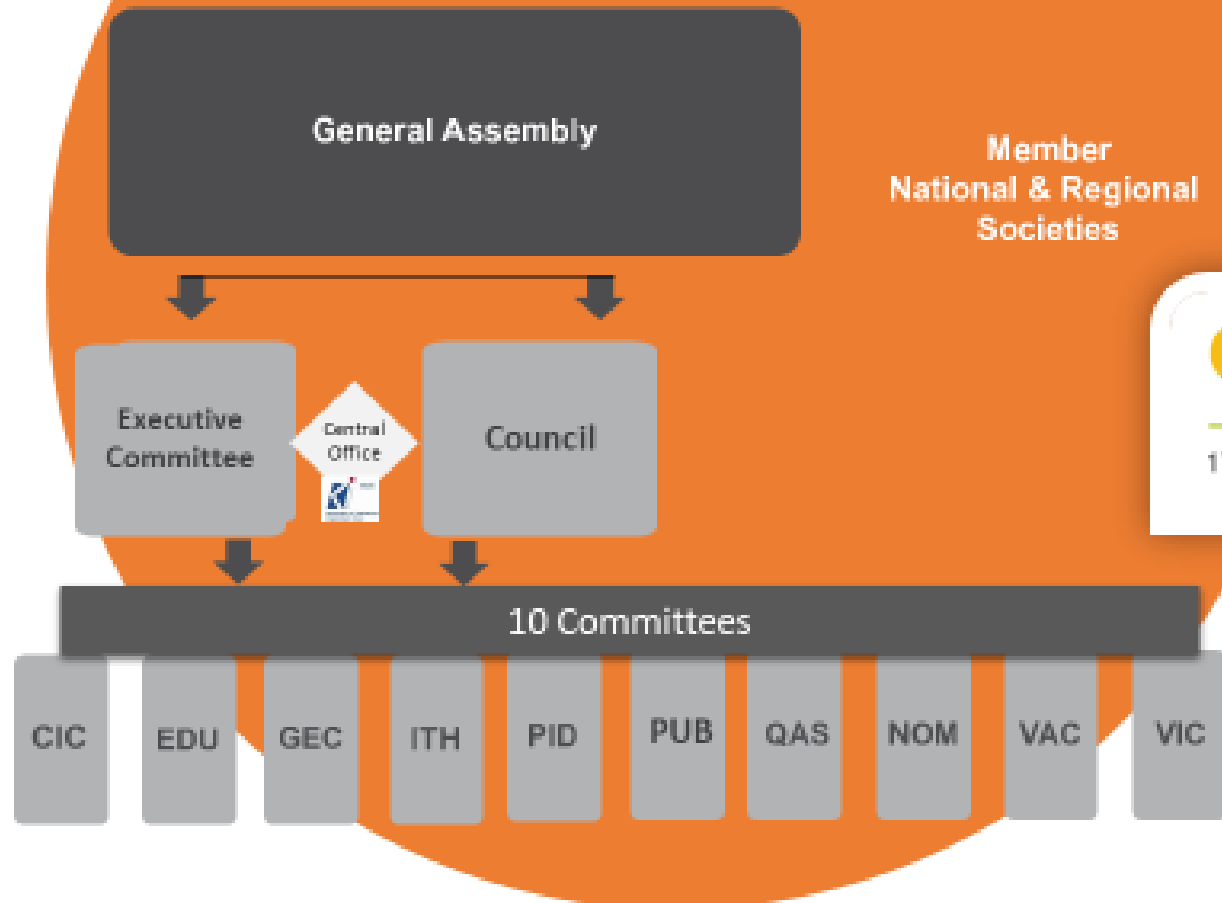 General Assembly
Member
National & Regional
Societies
Executive
Committee
Central
Office
Council
10 Committees
CIC
EDU
GEC
ITH
PID
PUB
QAS
NOM
VAC
VIC